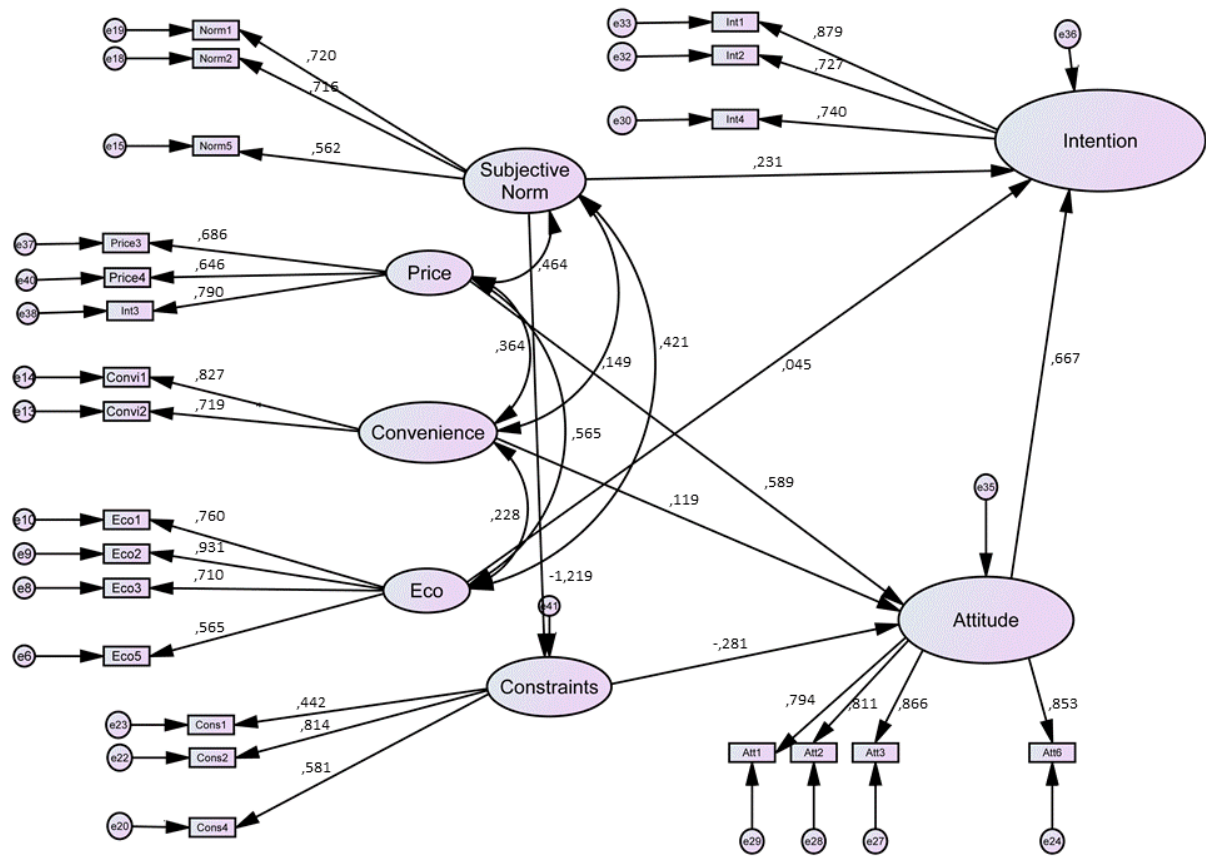 e19 Norm1
,720
e18 Norm2
,716
e15 Norm5
,562
e33 Int1
,879
e32 Int2
,727
e30 Int4
,740
e36
Intention
Subjective
Norm
,231
e37 Price3
,686
e40 Price4
,646
e38 Int3
,790
Price
,464
,364
,149
,421
,045
,667
e14 Convi1
,827
e13 Convi2
,719
Convenience
,565
,589
,119
,228
e35
e10 Eco1
,760
e9 Eco2
,931
e8 Eco3
,710
e6 Eco5
,565
Eco
-1,219
e41
Attitude
-,281
Constraints
e23 Cons1
,442
e22 Cons2
,814
e20 Cons4
,581
,794
,811
,866
,853
Att1 Att2 Att3 Att6
e29 e28 e27 e24